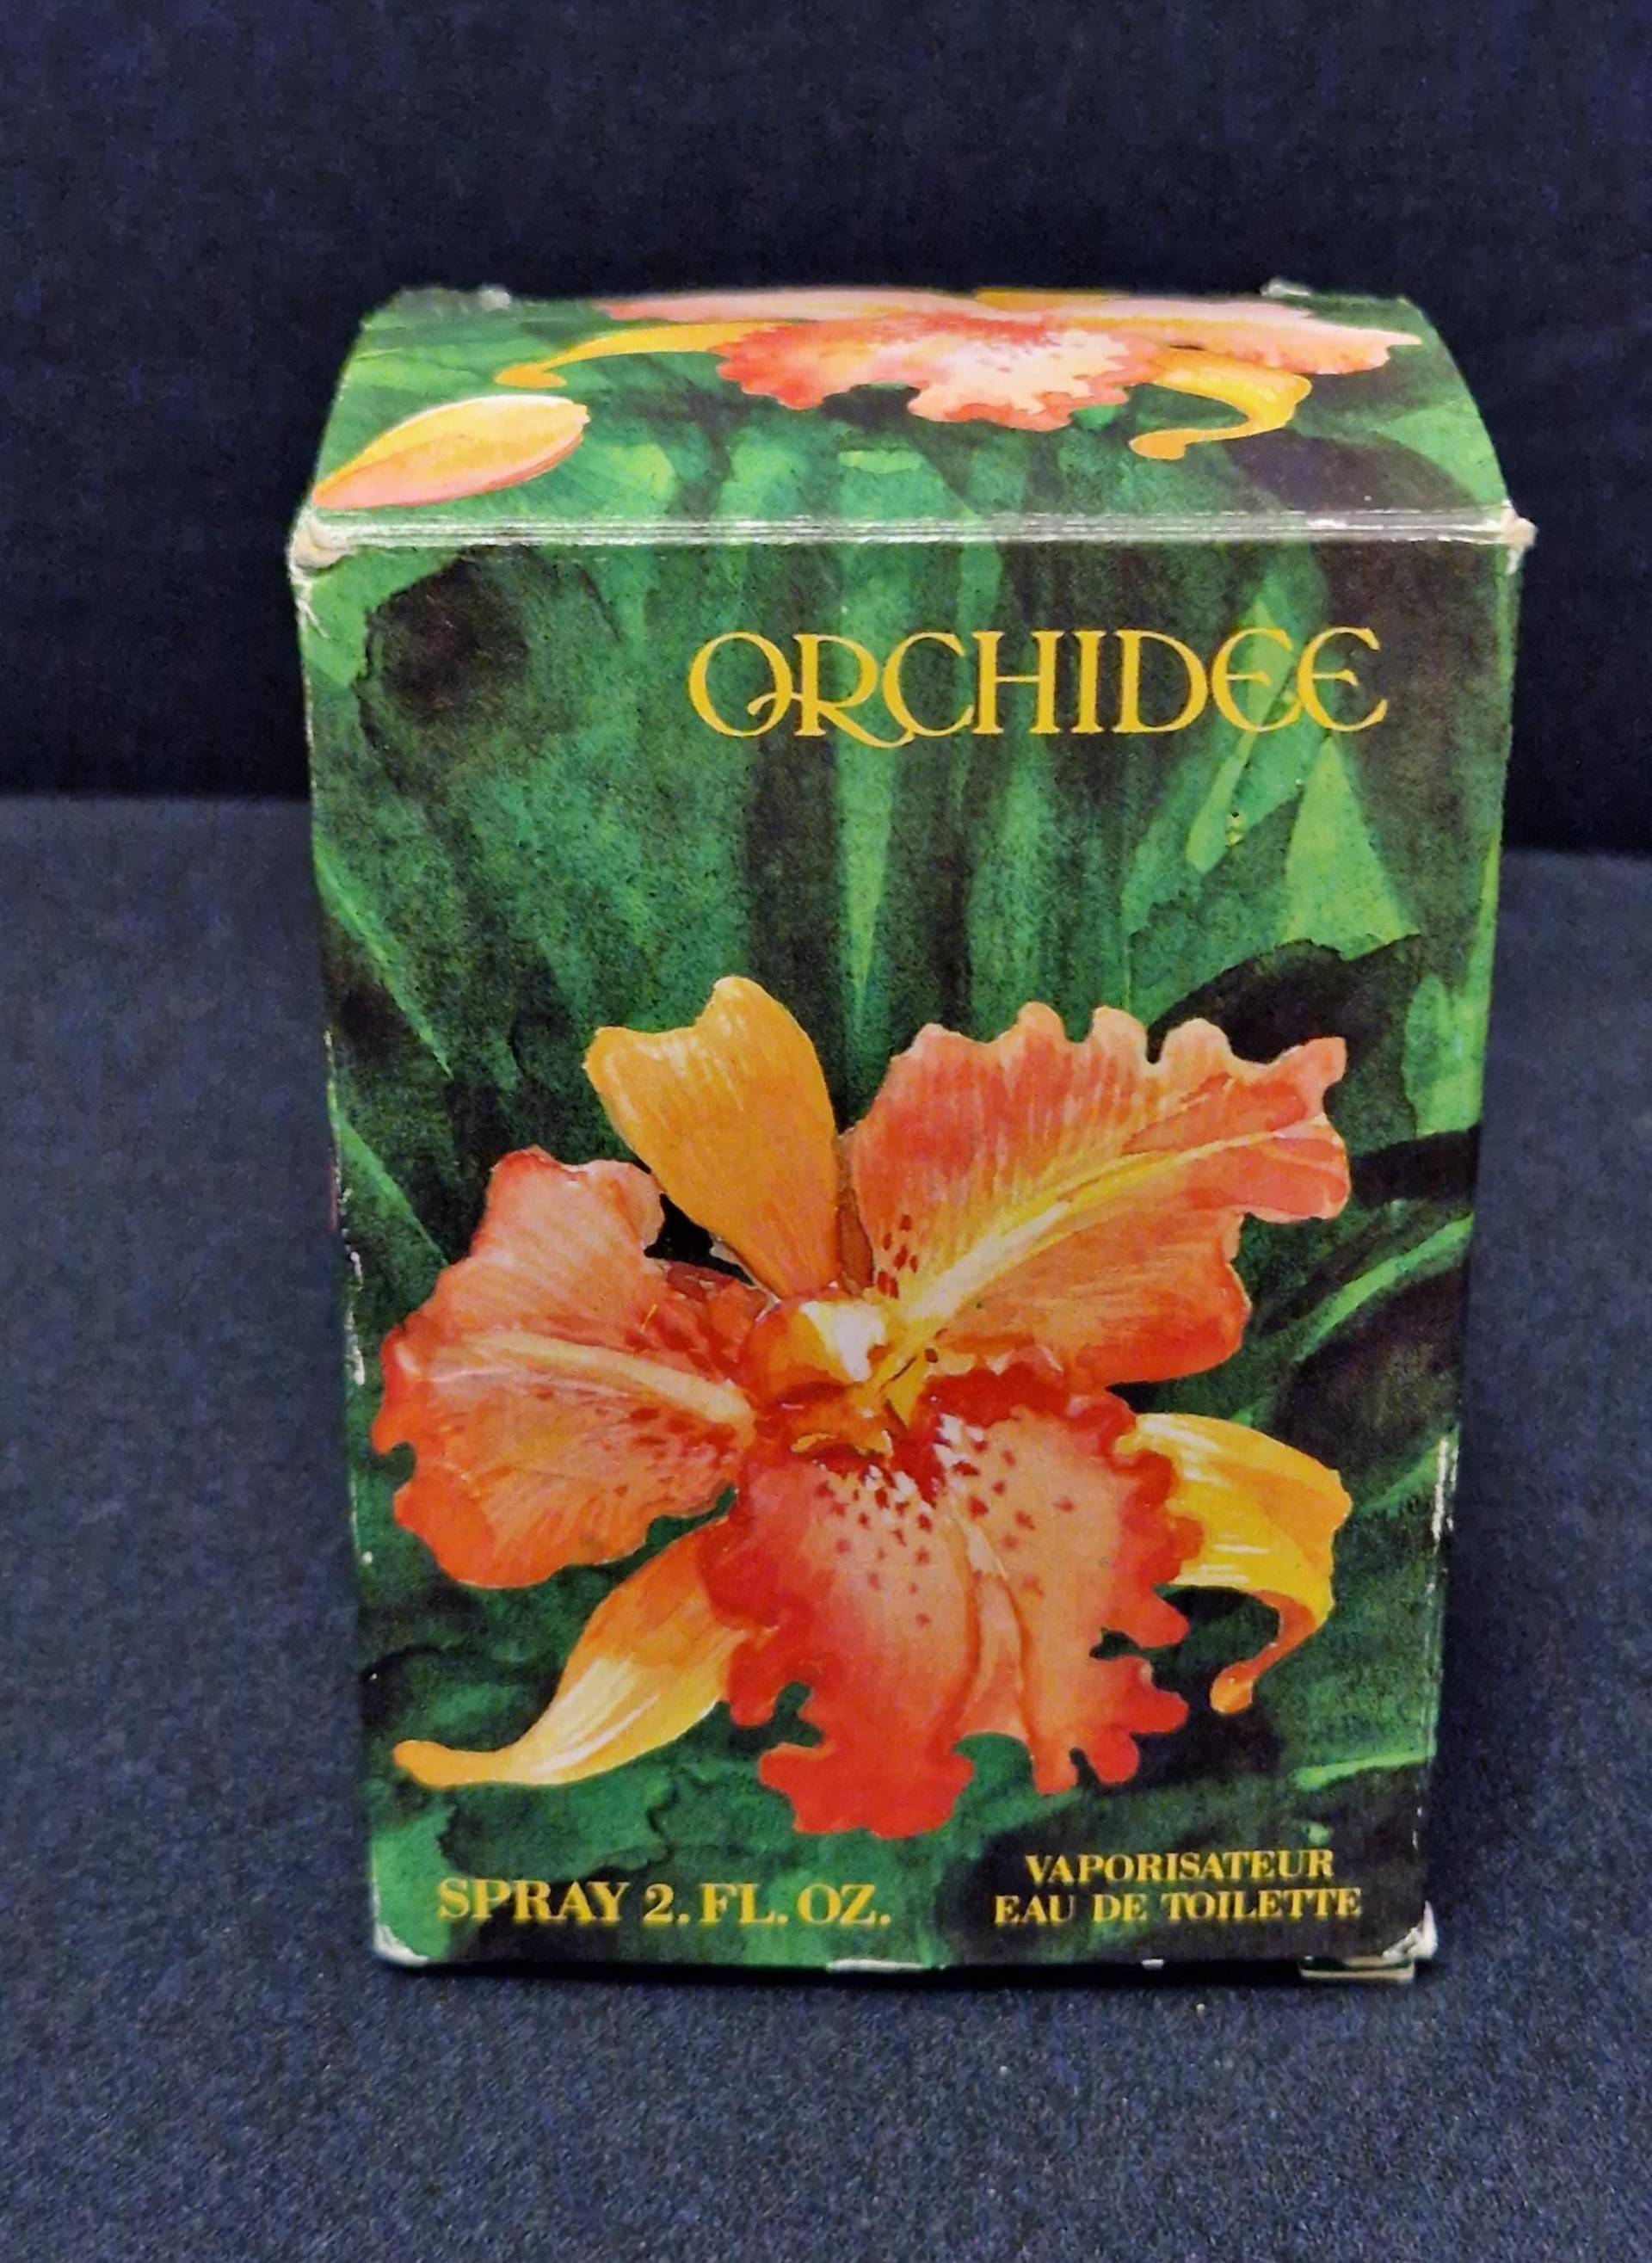 ORCHIDEE
SPRAY 2. FL. OZ.
VAPORISATEUR
EAU DE TOILETTE